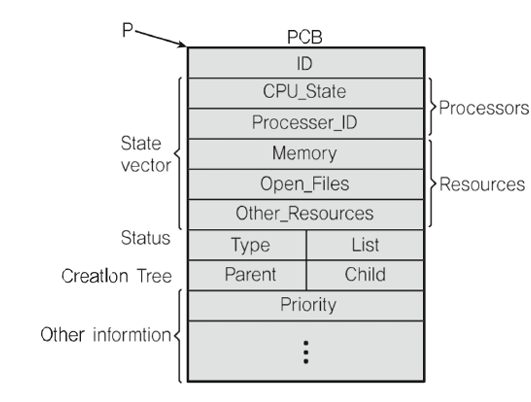 P
PCB
ID
CPU_State
Processer_ID
Processors
State
vector
Memory
Open_Files
Resources
Other_Resources
Status
Type
List
Creation Tree
Parent
Child
Priority
Other informtion